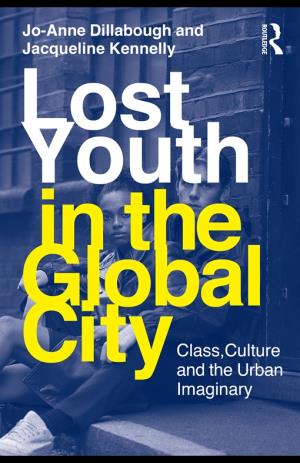 Jo-Anne Dillabough and
Jacqueline Kennelly
ROUTLEDGE
Lost
Youth
in the
Global
City
Class,Culture
and the Urban
Imaginary